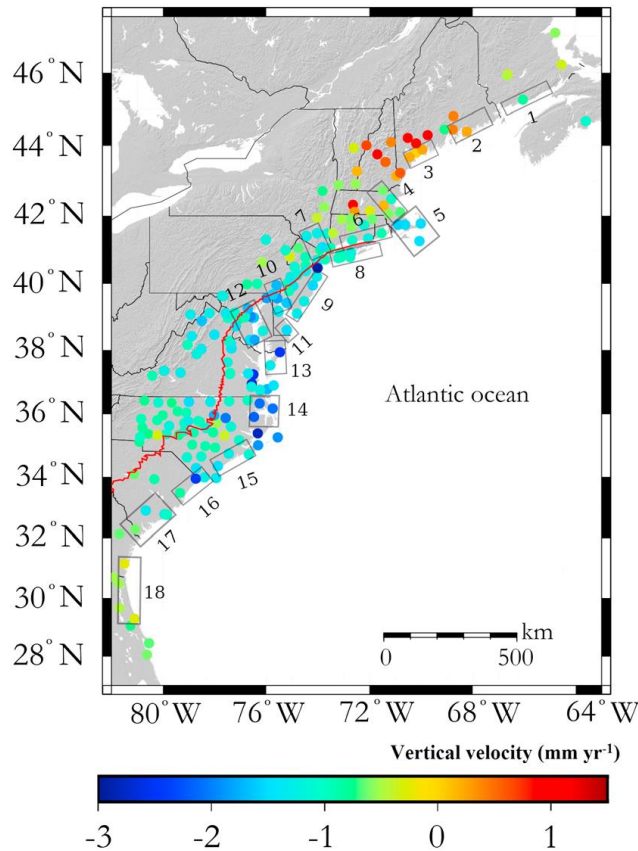 46°N
44°N
42°N
40°N
38°N
36°N
34°N
32°N
30°N
28°N
1
2
3
4
5
6
7
8
9
10
11
12
13
14
15
16
17
18
Atlantic ocean
km
0 500
80°W 76°W 72°W 68°W 64°W
Vertical velocity (mm yr-1)
-3 -2 -1 0 1